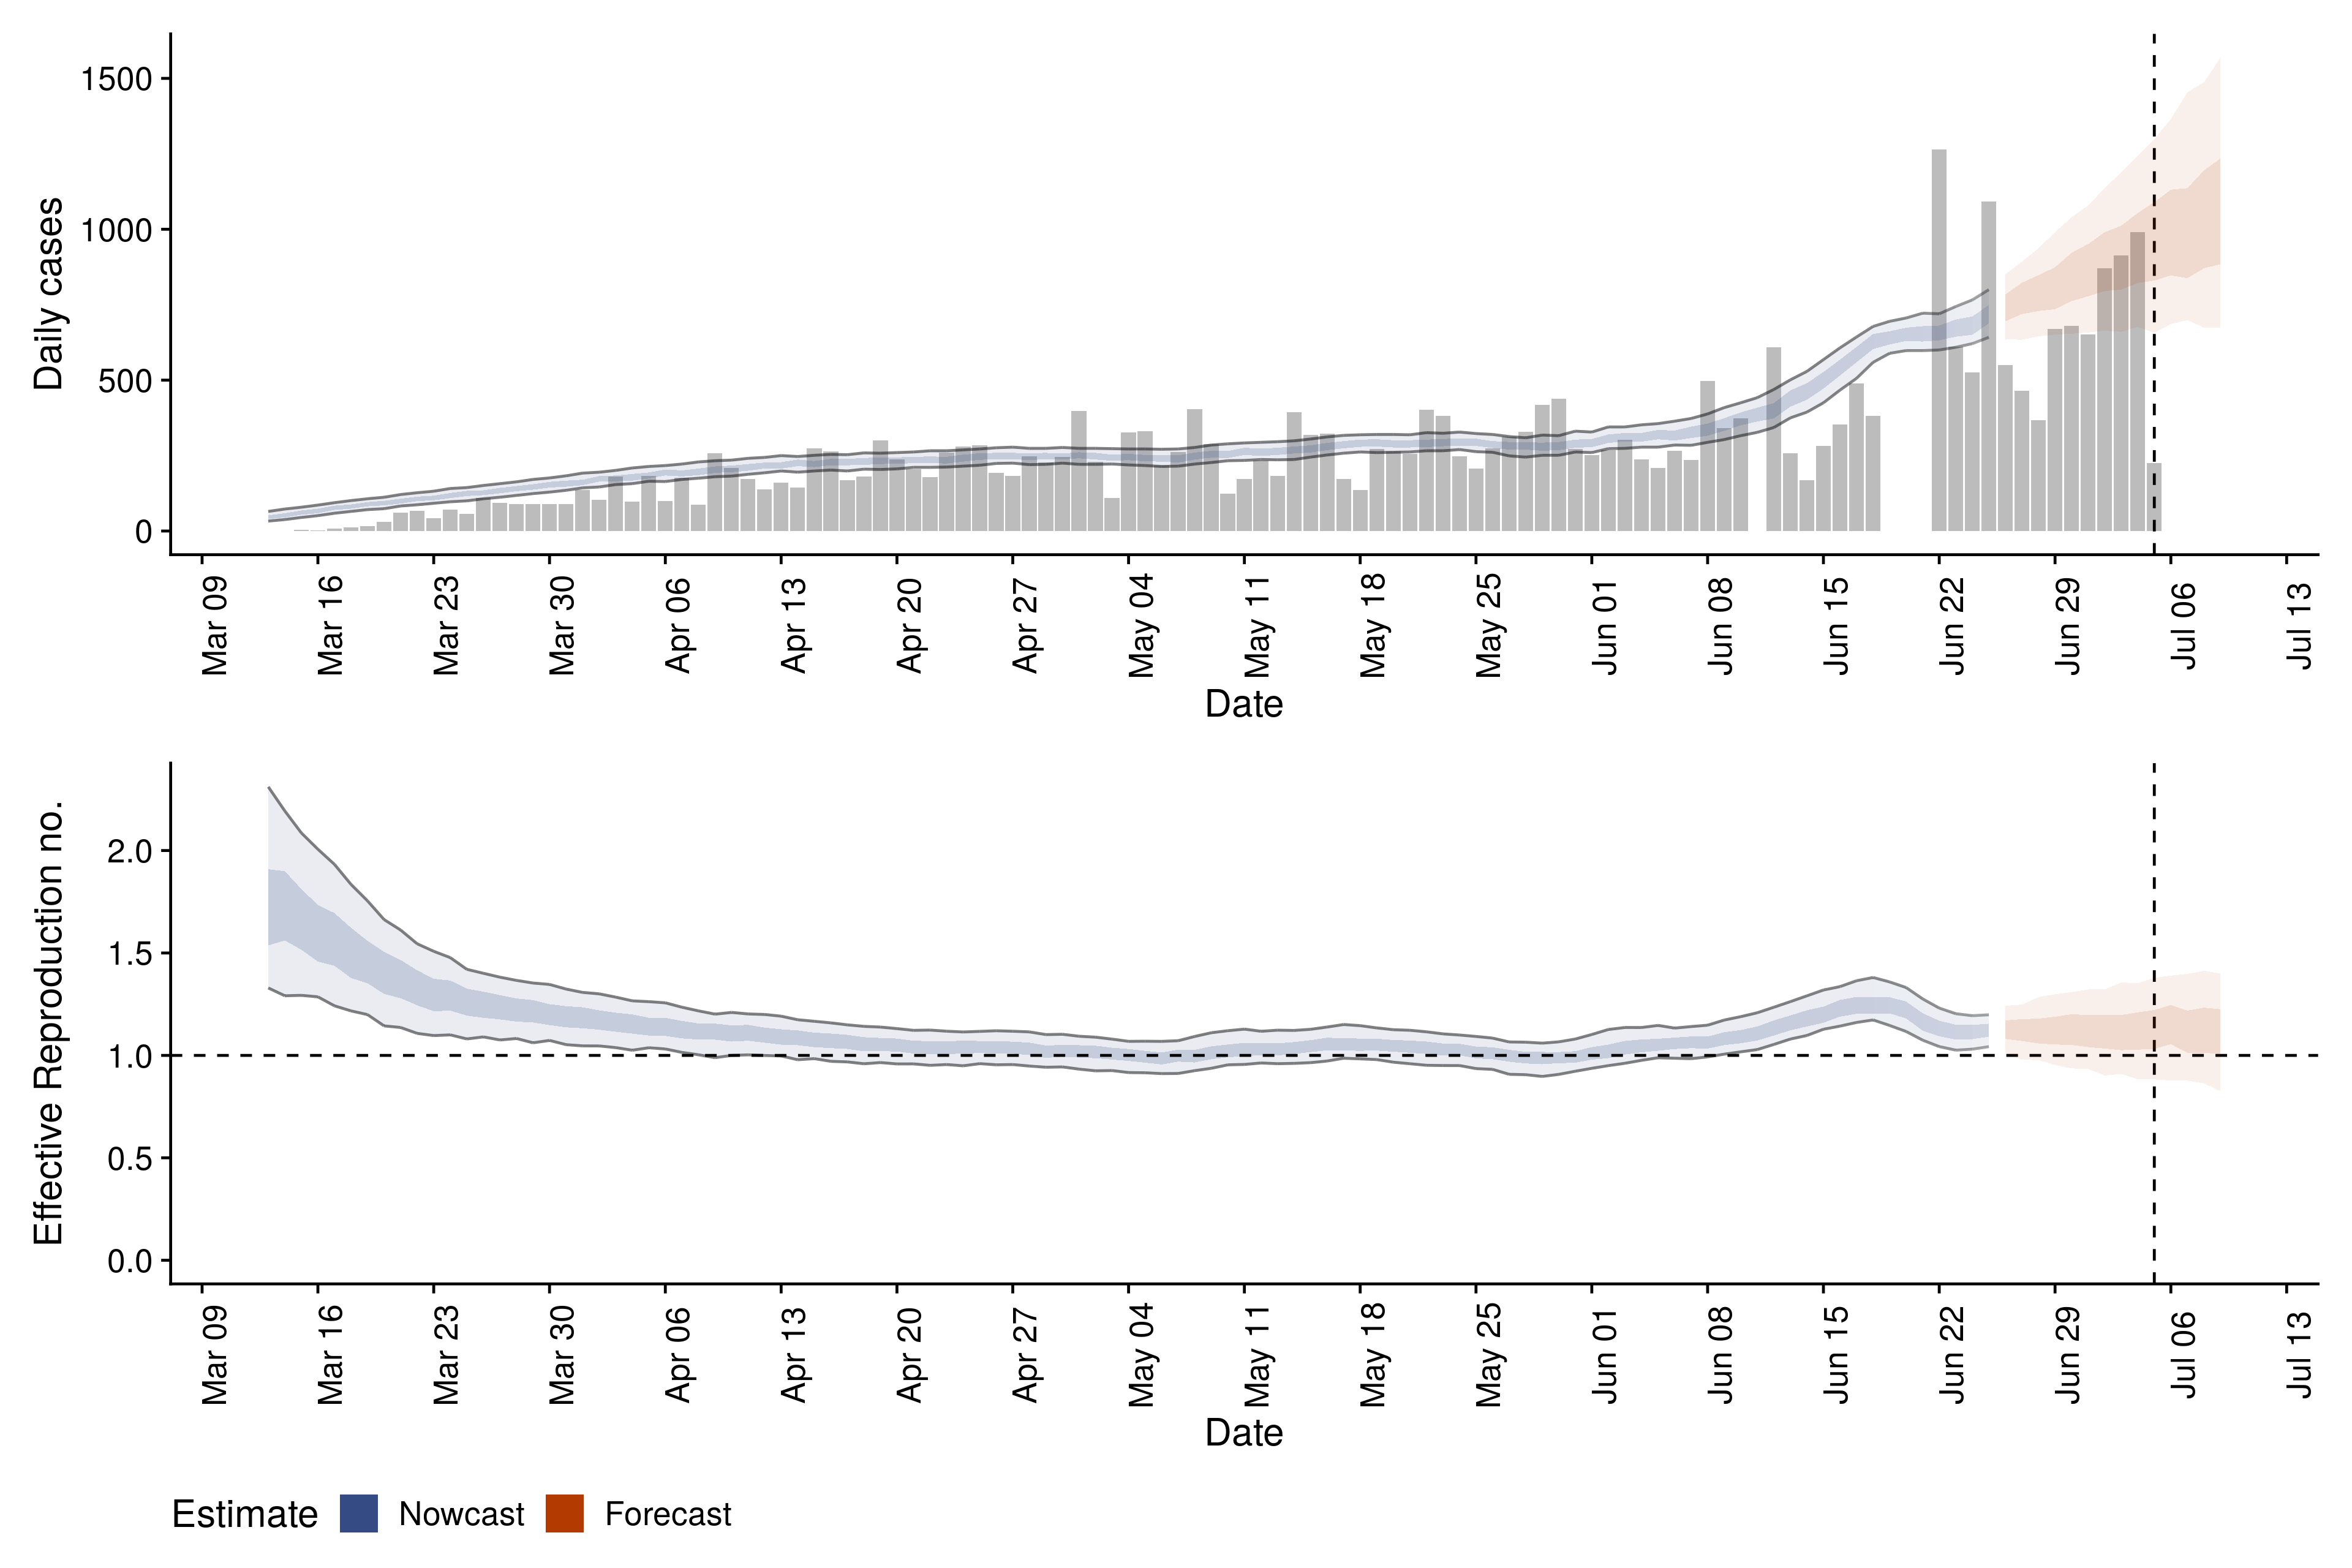 Daily cases
1500
1000
500
0
Mar 09
Mar 16
Mar 23
Mar 30
Apr 06
Apr 13
Apr 20
Apr 27
May 04
May 11
May 18
May 25
Jun 01
Jun 08
Jun 15
Jun 22
Jun 29
Jul 06
Jul 13
Date
Effective Reproduction no.
2.0
1.5
1.0
0.5
0.0
Mar 09
Mar 16
Mar 23
Mar 30
Apr 06
Apr 13
Apr 20
Apr 27
May 04
May 11
May 18
May 25
Jun 01
Jun 08
Jun 15
Jun 22
Jun 29
Jul 06
Jul 13
Date
Estimate Nowcast Forecast